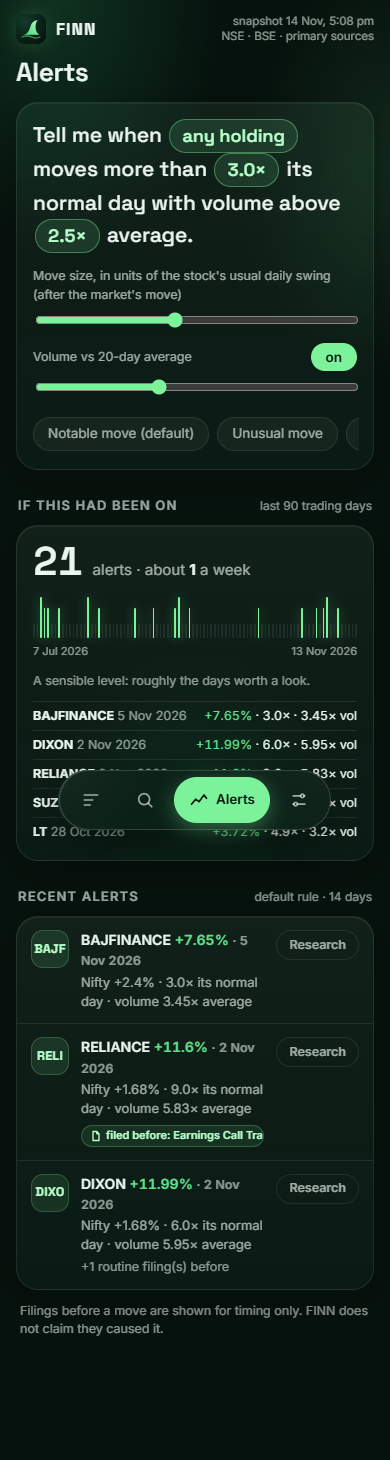 FINN
snapshot 14 Nov, 5:08 pm
NSE · BSE · primary sources
Alerts
Tell me when any holding
moves more than 3.0× its
normal day with volume above
2.5× average.
Move size, in units of the stock's usual daily swing
(after the market's move)
Volume vs 20-day average on
Notable move (default) Unusual move
IF THIS HAD BEEN ON last 90 trading days
21 alerts · about 1 a week
7 Jul 2026 13 Nov 2026
A sensible level: roughly the days worth a look.
BAJFINANCE 5 Nov 2026 +7.65% · 3.0× · 3.45× vol
DIXON 2 Nov 2026 +11.99% · 6.0× · 5.95× vol
RELIANCE
Alerts
LT 28 Oct 2026 +3.72% · 4.9× · 3.2× vol
RECENT ALERTS default rule · 14 days
BAJF BAJFINANCE +7.65% · 5 Research
Nov 2026
Nifty +2.4% · 3.0× its normal
day · volume 3.45× average
RELI RELIANCE +11.6% · 2 Nov Research
2026
Nifty +1.68% · 9.0× its normal
day · volume 5.83× average
filed before: Earnings Call Tra
DIXO DIXON +11.99% · 2 Nov Research
2026
Nifty +1.68% · 6.0× its normal
day · volume 5.95× average
+1 routine filing(s) before
Filings before a move are shown for timing only. FINN does
not claim they caused it.